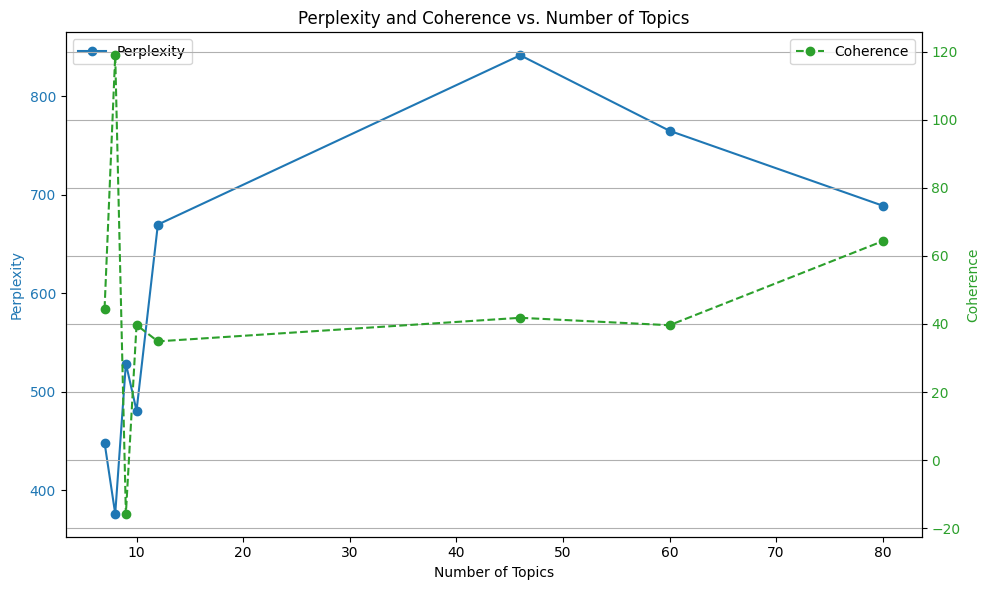 Perplexity and Coherence vs. Number of Topics
Perplexity
Coherence
800
700
600
500
400
Perplexity
120
100
80
60
40
20
0
−20
Coherence
10 20 30 40 50 60 70 80
Number of Topics